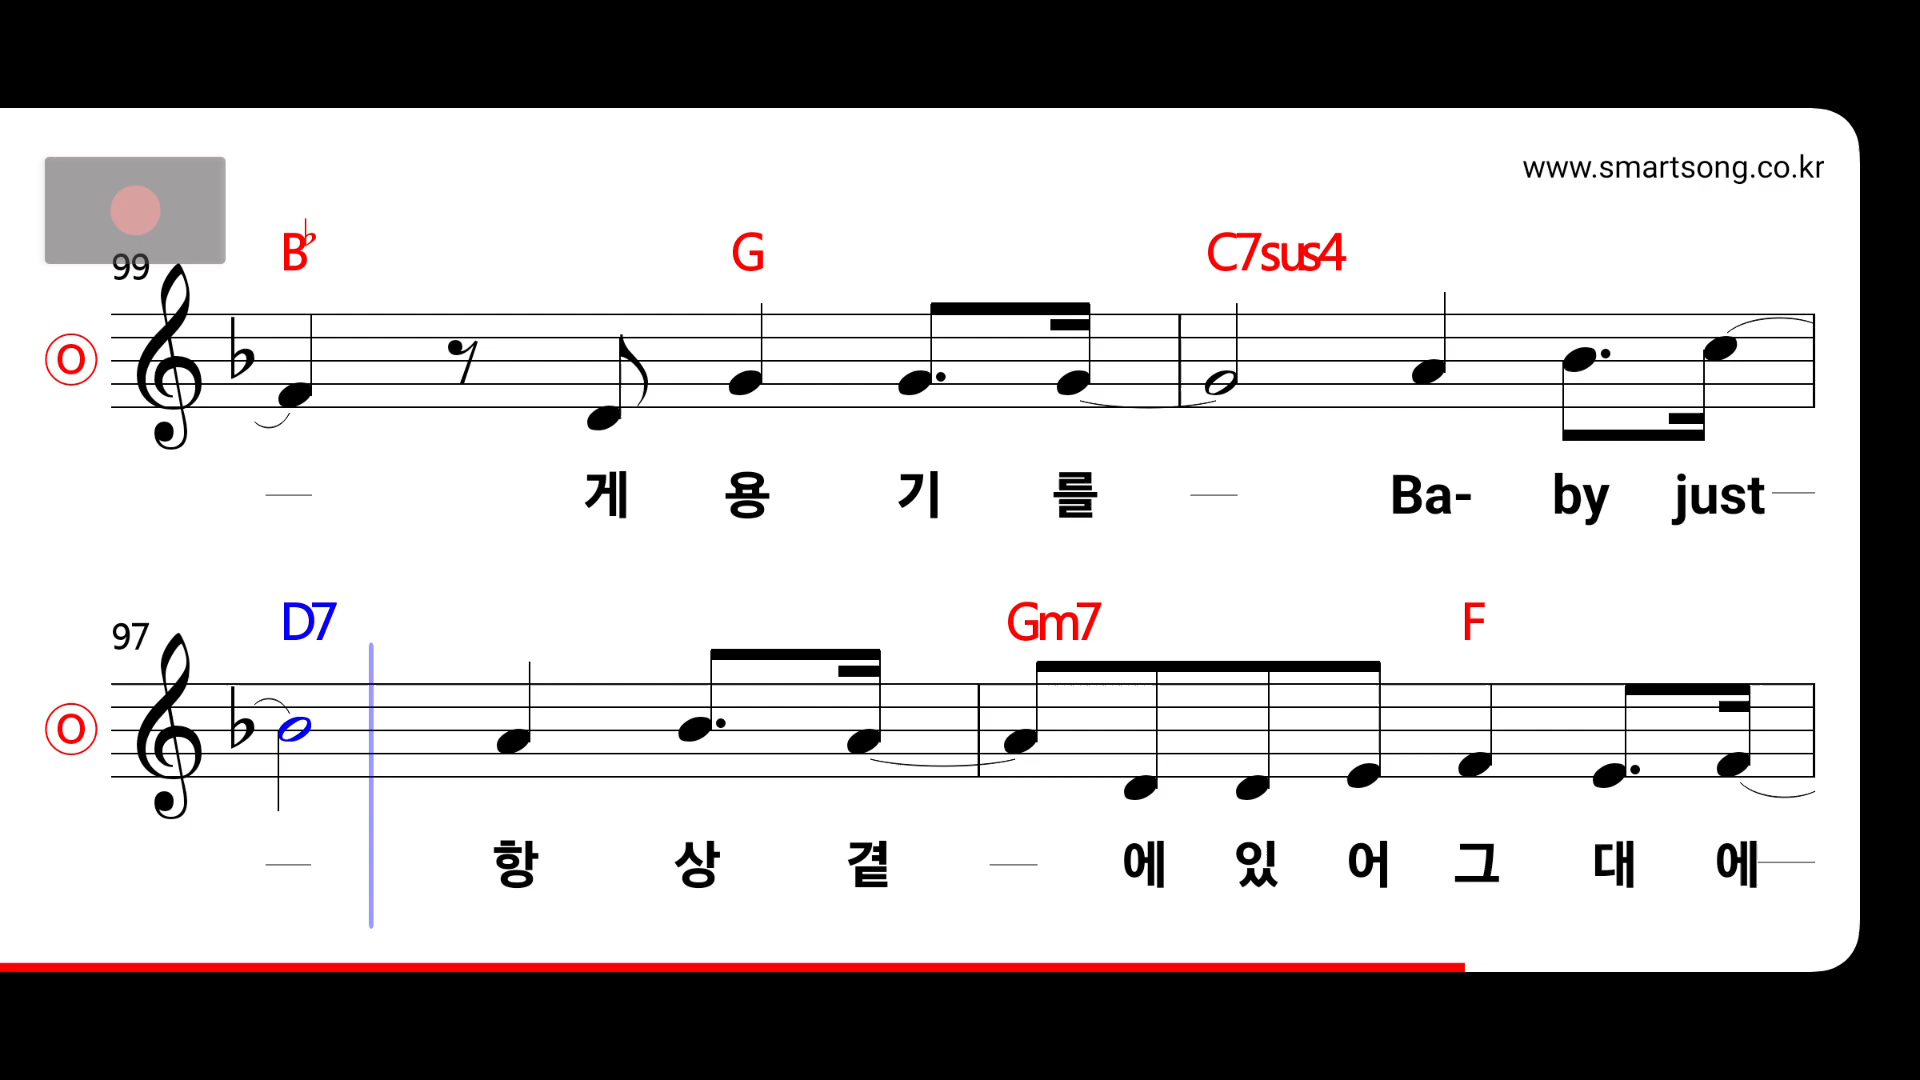 www.smartsong.co.kr
99 B♭ G C7sus4
O
게 용 기 를 Ba- by just
97 D7 Gm7 F
O
항 상 곁 에 있 어 그 대 에